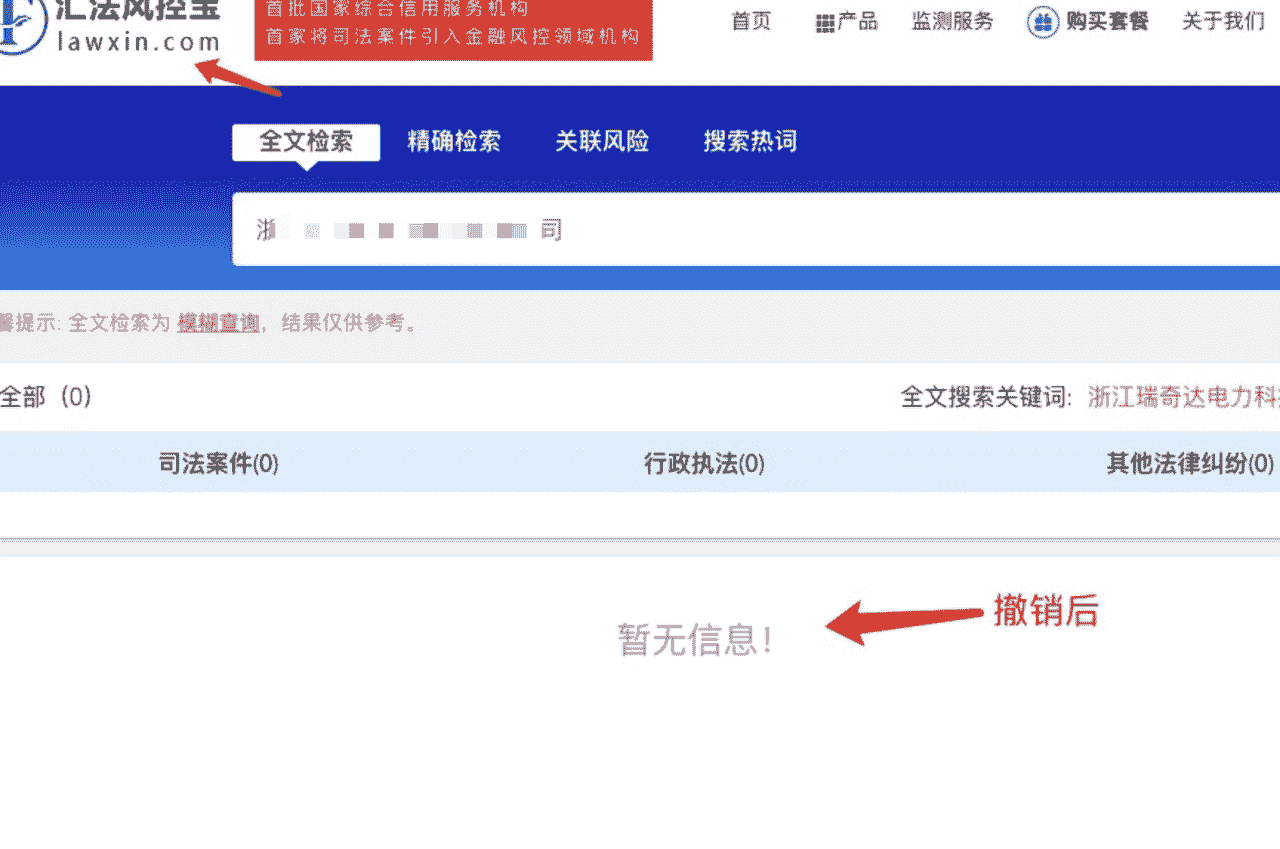 汇法风控宝
lawxin.com
首批国家综合信用服务机构
首家将司法案件引入金融风控领域机构
首页 产品 监测服务 购买套餐 关于我们
全文检索 精确检索 关联风险 搜索热词
浙 司
馨提示: 全文检索为 模糊查询，结果仅供参考。
全部 (0) 全文搜索关键词: 浙江瑞奇达电力科
司法案件(0) 行政执法(0) 其他法律纠纷(0)
撤销后
暂无信息!